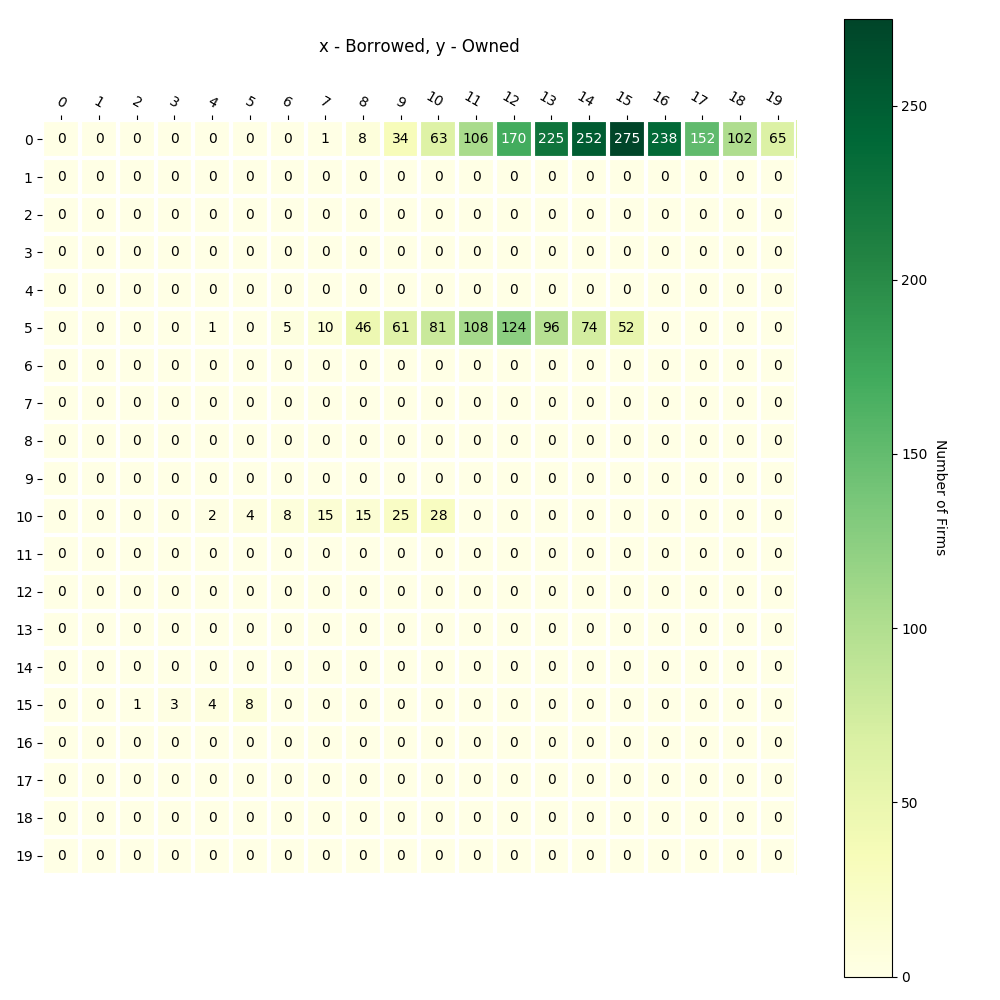 x - Borrowed, y - Owned
0 1 2 3 4 5 6 7 8 9 10 11 12 13 14 15 16 17 18 19
0 0 0 0 0 0 0 0 1 8 34 63 106 170 225 252 275 238 152 102 65
1 0 0 0 0 0 0 0 0 0 0 0 0 0 0 0 0 0 0 0 0
2 0 0 0 0 0 0 0 0 0 0 0 0 0 0 0 0 0 0 0 0
3 0 0 0 0 0 0 0 0 0 0 0 0 0 0 0 0 0 0 0 0
4 0 0 0 0 0 0 0 0 0 0 0 0 0 0 0 0 0 0 0 0
5 0 0 0 0 1 0 5 10 46 61 81 108 124 96 74 52 0 0 0 0
6 0 0 0 0 0 0 0 0 0 0 0 0 0 0 0 0 0 0 0 0
7 0 0 0 0 0 0 0 0 0 0 0 0 0 0 0 0 0 0 0 0
8 0 0 0 0 0 0 0 0 0 0 0 0 0 0 0 0 0 0 0 0
9 0 0 0 0 0 0 0 0 0 0 0 0 0 0 0 0 0 0 0 0
10 0 0 0 0 2 4 8 15 15 25 28 0 0 0 0 0 0 0 0 0
11 0 0 0 0 0 0 0 0 0 0 0 0 0 0 0 0 0 0 0 0
12 0 0 0 0 0 0 0 0 0 0 0 0 0 0 0 0 0 0 0 0
13 0 0 0 0 0 0 0 0 0 0 0 0 0 0 0 0 0 0 0 0
14 0 0 0 0 0 0 0 0 0 0 0 0 0 0 0 0 0 0 0 0
15 0 0 1 3 4 8 0 0 0 0 0 0 0 0 0 0 0 0 0 0
16 0 0 0 0 0 0 0 0 0 0 0 0 0 0 0 0 0 0 0 0
17 0 0 0 0 0 0 0 0 0 0 0 0 0 0 0 0 0 0 0 0
18 0 0 0 0 0 0 0 0 0 0 0 0 0 0 0 0 0 0 0 0
19 0 0 0 0 0 0 0 0 0 0 0 0 0 0 0 0 0 0 0 0
250
200
150
100
50
0
Number of Firms